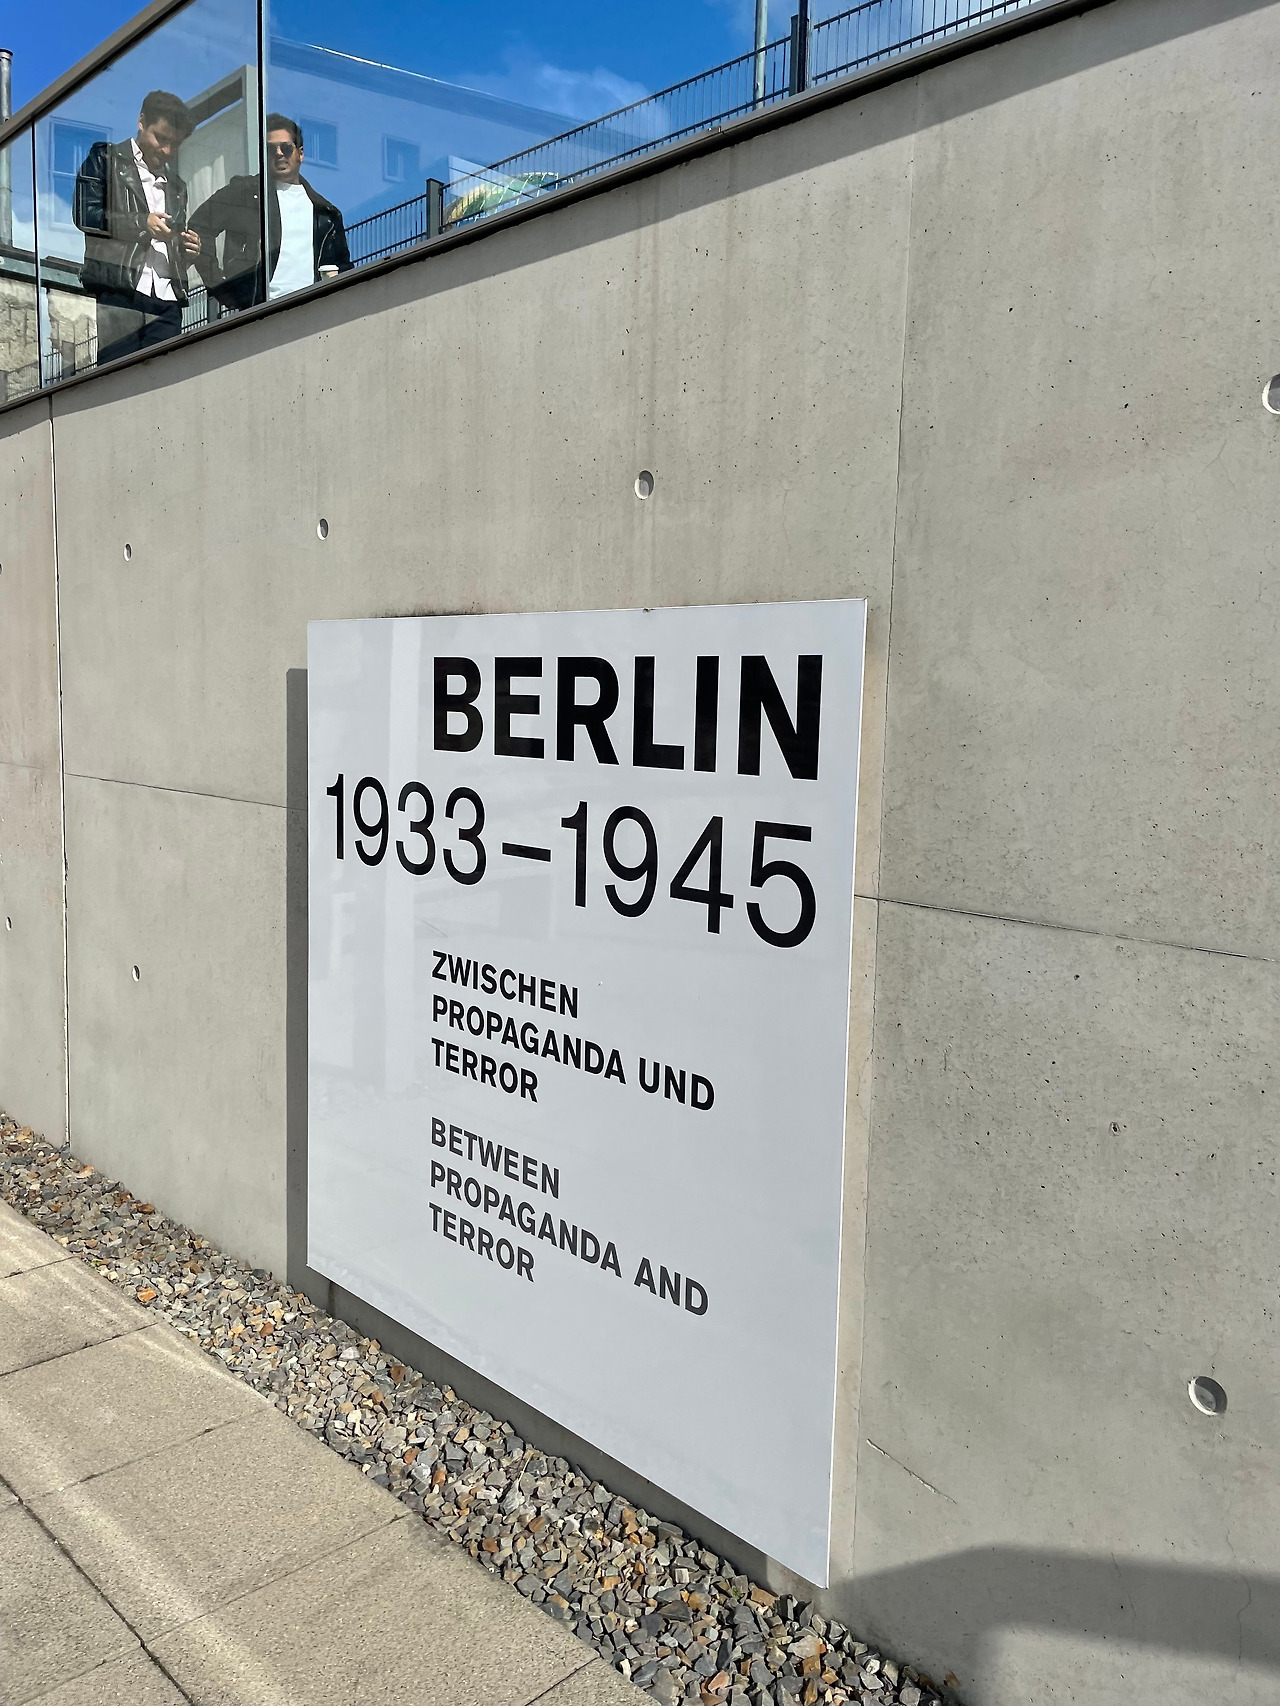 BERLIN
1933–1945
ZWISCHEN
PROPAGANDA UND
TERROR
BETWEEN
PROPAGANDA AND
TERROR